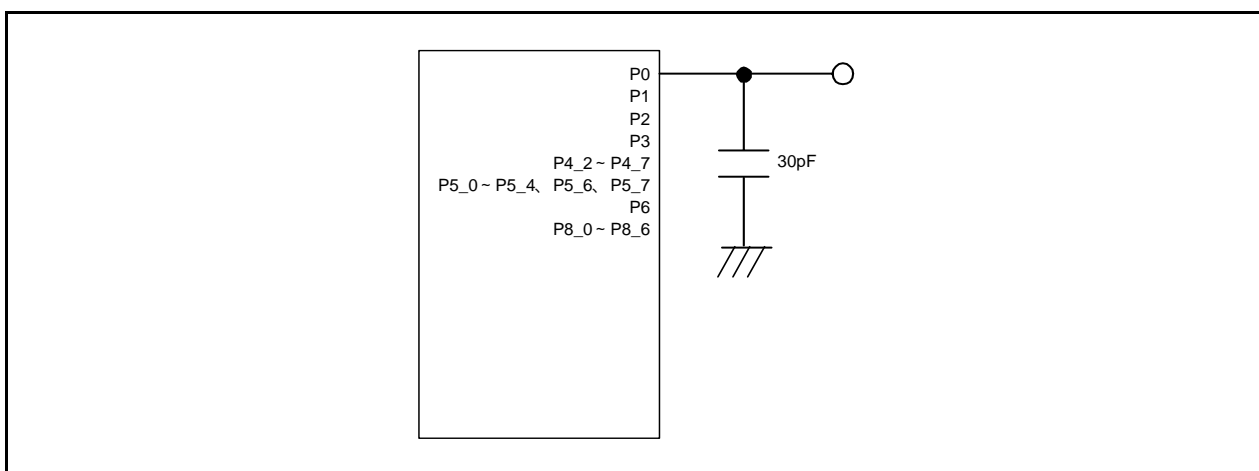 P0
P1
P2
P3
P4_2 ~ P4_7
P5_0 ~ P5_4、 P5_6、 P5_7
P6
P8_0 ~ P8_6
30pF